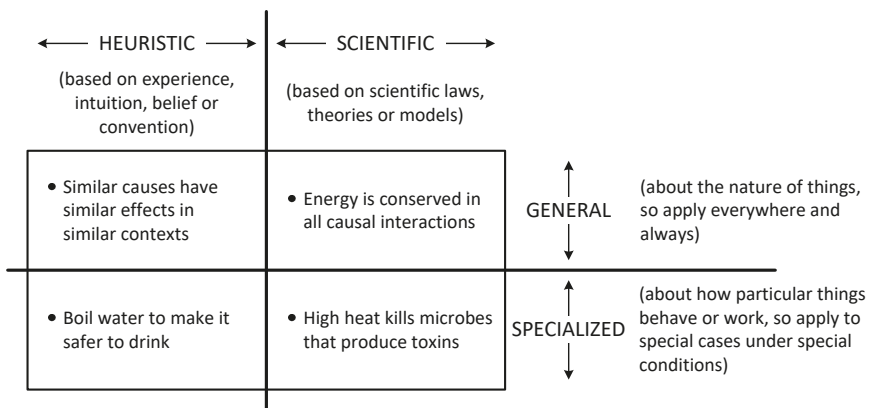 HEURISTIC
(based on experience,
intuition, belief or
convention)
SCIENTIFIC
(based on scientific laws,
theories or models)
• Similar causes have
similar effects in
similar contexts
• Energy is conserved in
all causal interactions
GENERAL
(about the nature of things,
so apply everywhere and
always)
• Boil water to make it
safer to drink
• High heat kills microbes
that produce toxins
SPECIALIZED
(about how particular things
behave or work, so apply to
special cases under special
conditions)